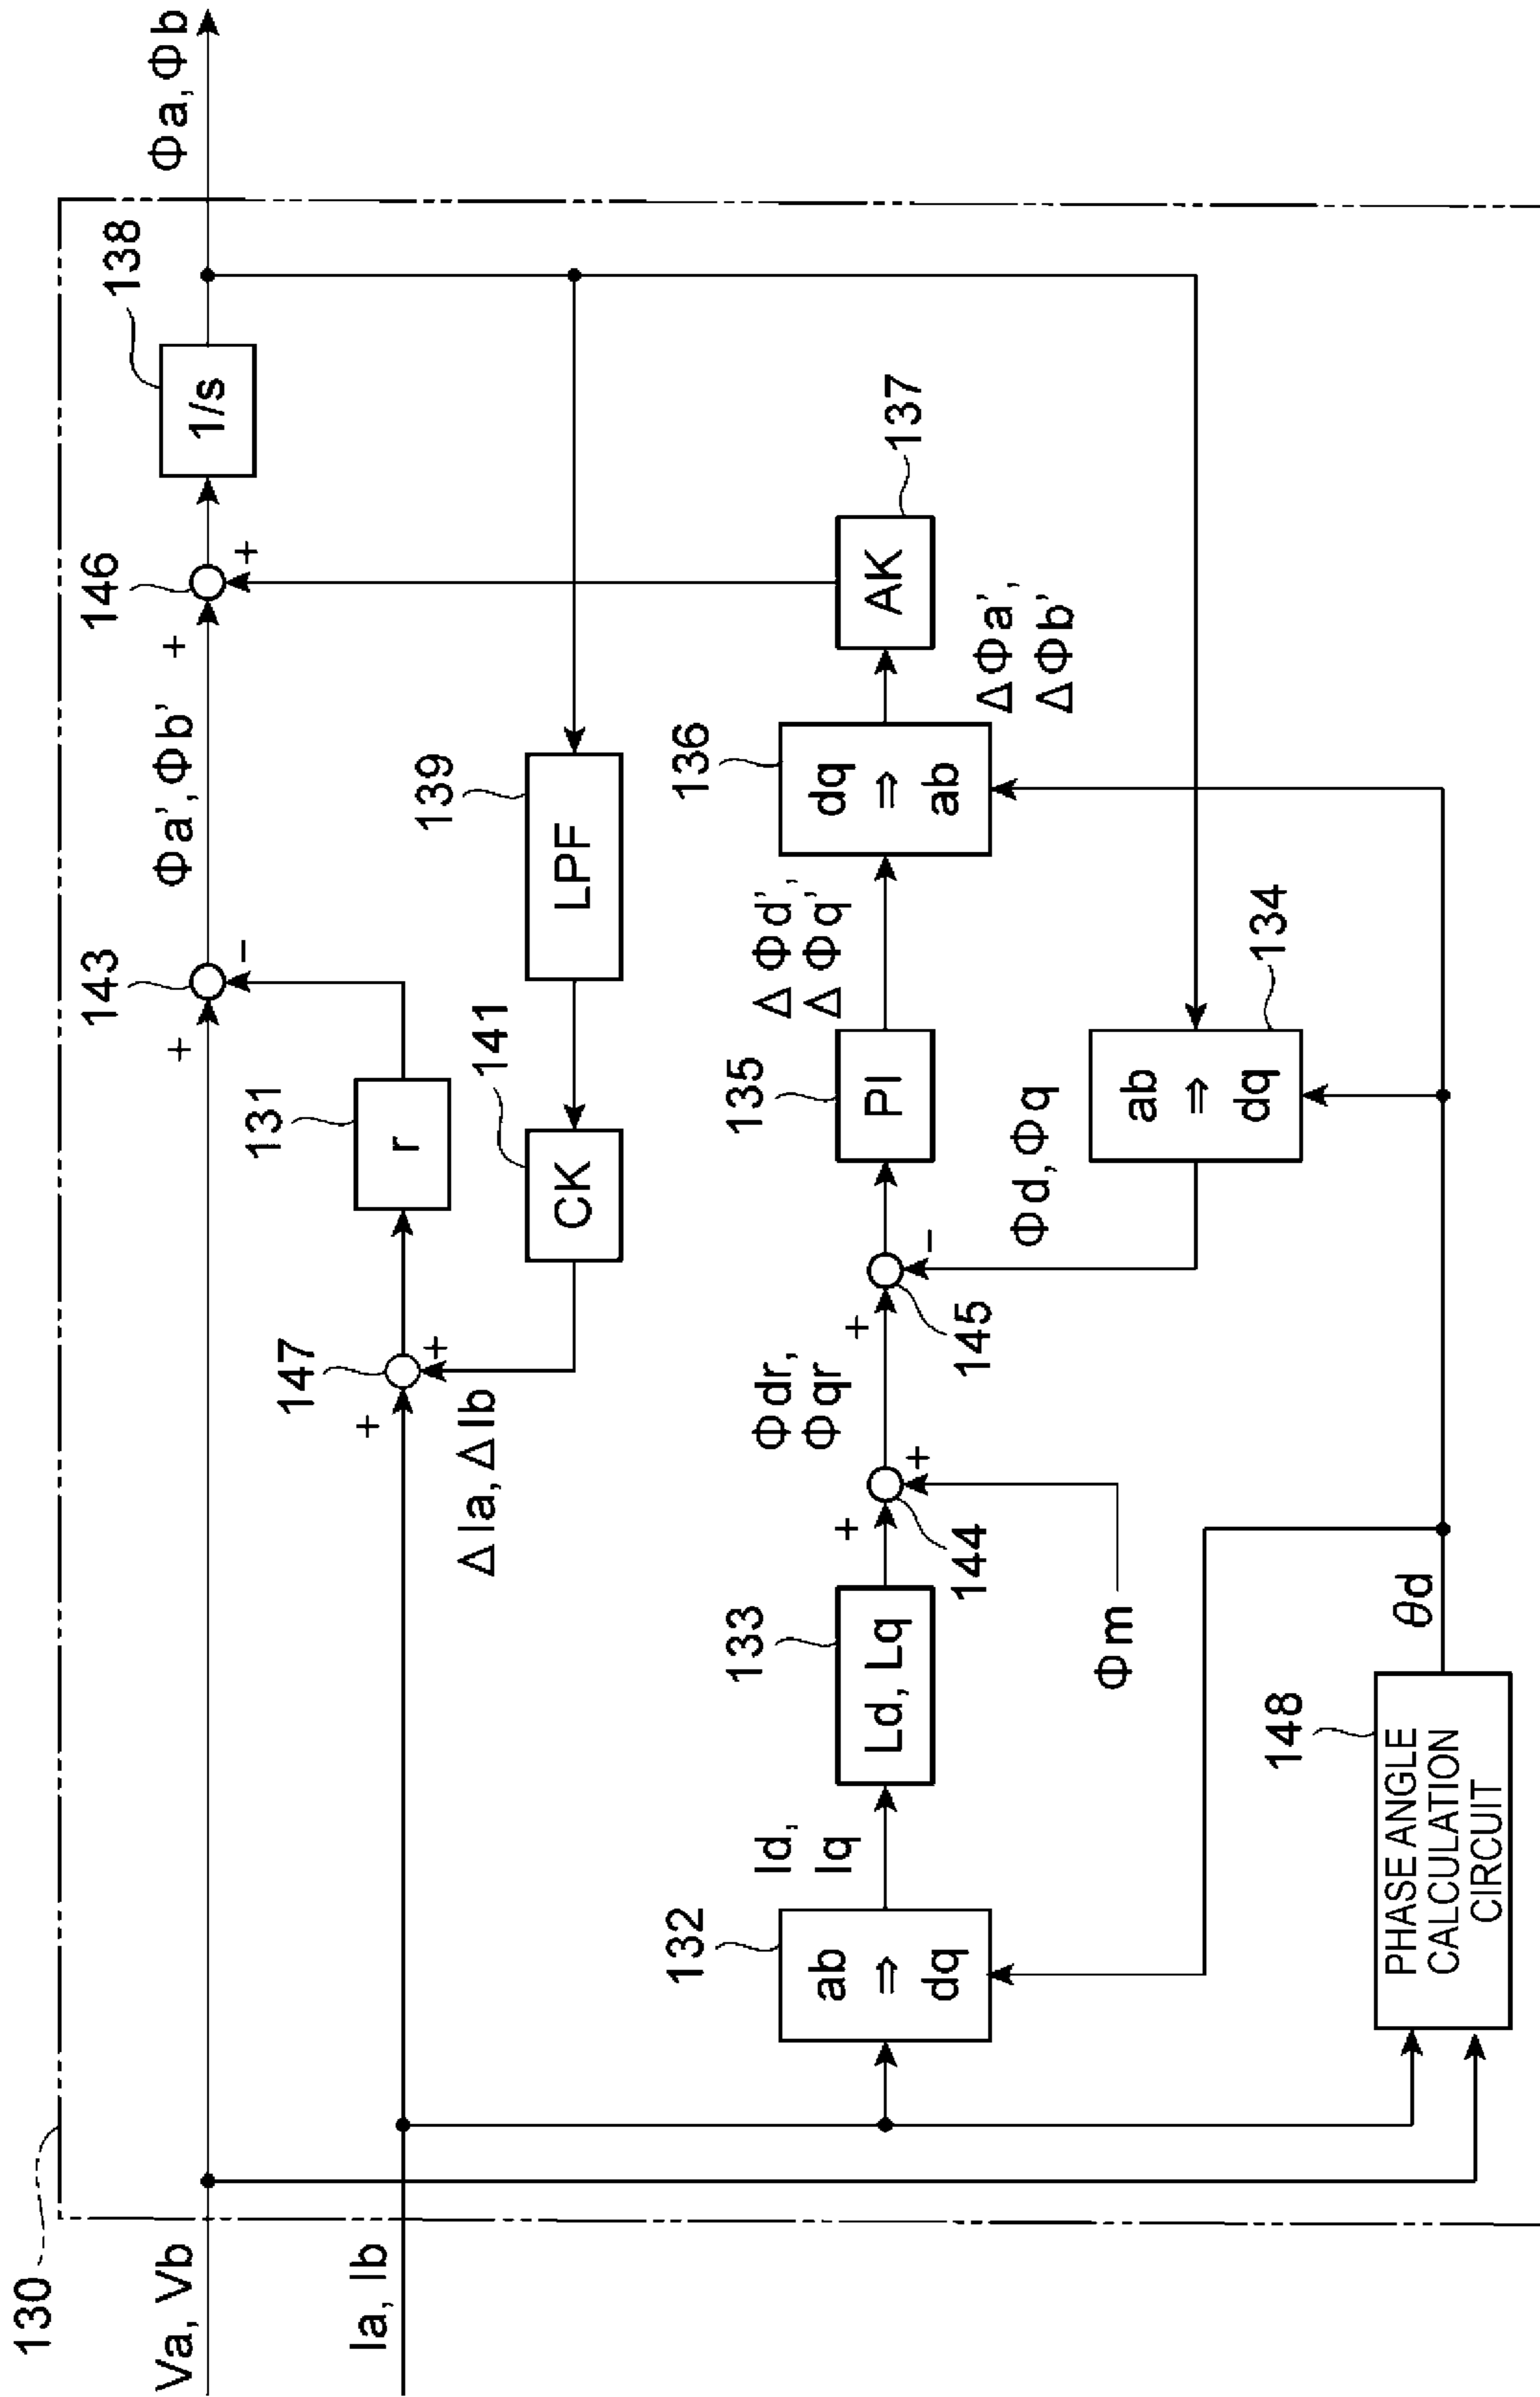 130
Va, Vb
Ia, Ib
143
+
−
Φa', Φb'
+
146
+
138
1/s
Φa, Φb
147
+
+
ΔIa, ΔIb
131
r
141
CK
139
LPF
132
ab
⇒
dq
Id,
Iq
133
Ld, Lq
+
+
144
Φm
Φdr,
Φqr
+
−
145
135
PI
ΔΦd',
ΔΦq'
136
dq
⇒
ab
ΔΦa',
ΔΦb'
AK
137
Φd, Φq
ab
⇒
dq
134
148
PHASE ANGLE
CALCULATION
CIRCUIT
θd